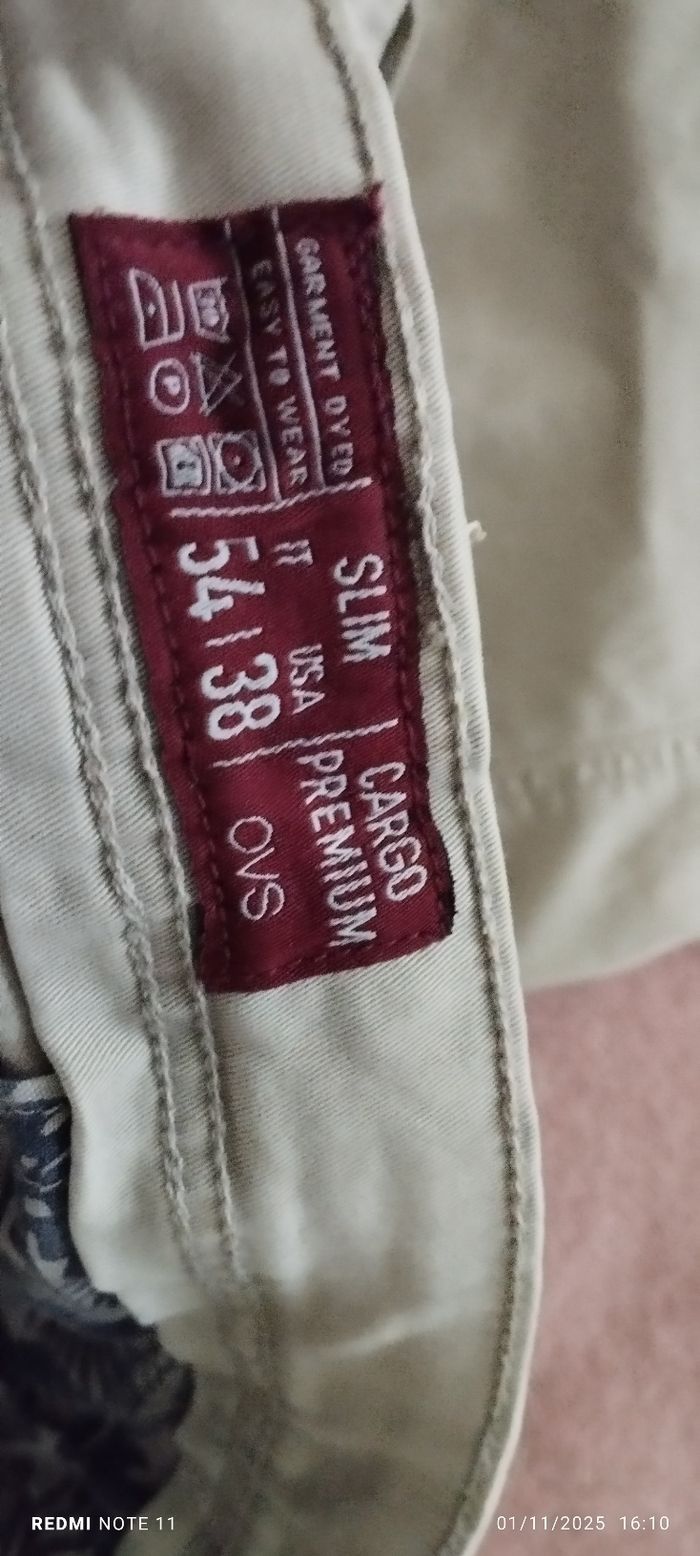 GARMENT DYED
EASY TO WEAR
SLIM
IT USA
54 | 38
CARGO
PREMIUM
OVS
P
REDMI NOTE 11
01/11/2025 16:10